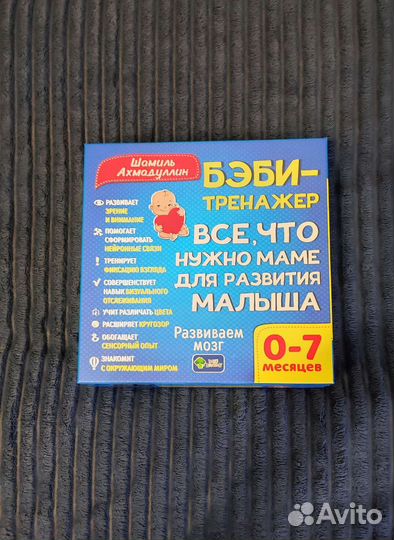 Шамиль
Ахмадуллин
БЭБИ-
ТРЕНАЖЕР
ВСЕ, ЧТО
НУЖНО МАМЕ
ДЛЯ РАЗВИТИЯ
МАЛЫША
РАЗВИВАЕТ
ЗРЕНИЕ
И ВНИМАНИЕ
ПОМОГАЕТ
СФОРМИРОВАТЬ
НЕЙРОННЫЕ СВЯЗИ
ТРЕНИРУЕТ
ФИКСАЦИЮ ВЗГЛЯДА
СОВЕРШЕНСТВУЕТ
НАВЫК ВИЗУАЛЬНОГО
ОТСЛЕЖИВАНИЯ
УЧИТ РАЗЛИЧАТЬ ЦВЕТА
РАСШИРЯЕТ КРУГОЗОР
ОБОГАЩАЕТ
СЕНСОРНЫЙ ОПЫТ
ЗНАКОМИТ
С ОКРУЖАЮЩИМ МИРОМ
Развиваем
мозг
0-7
месяцев
Avito